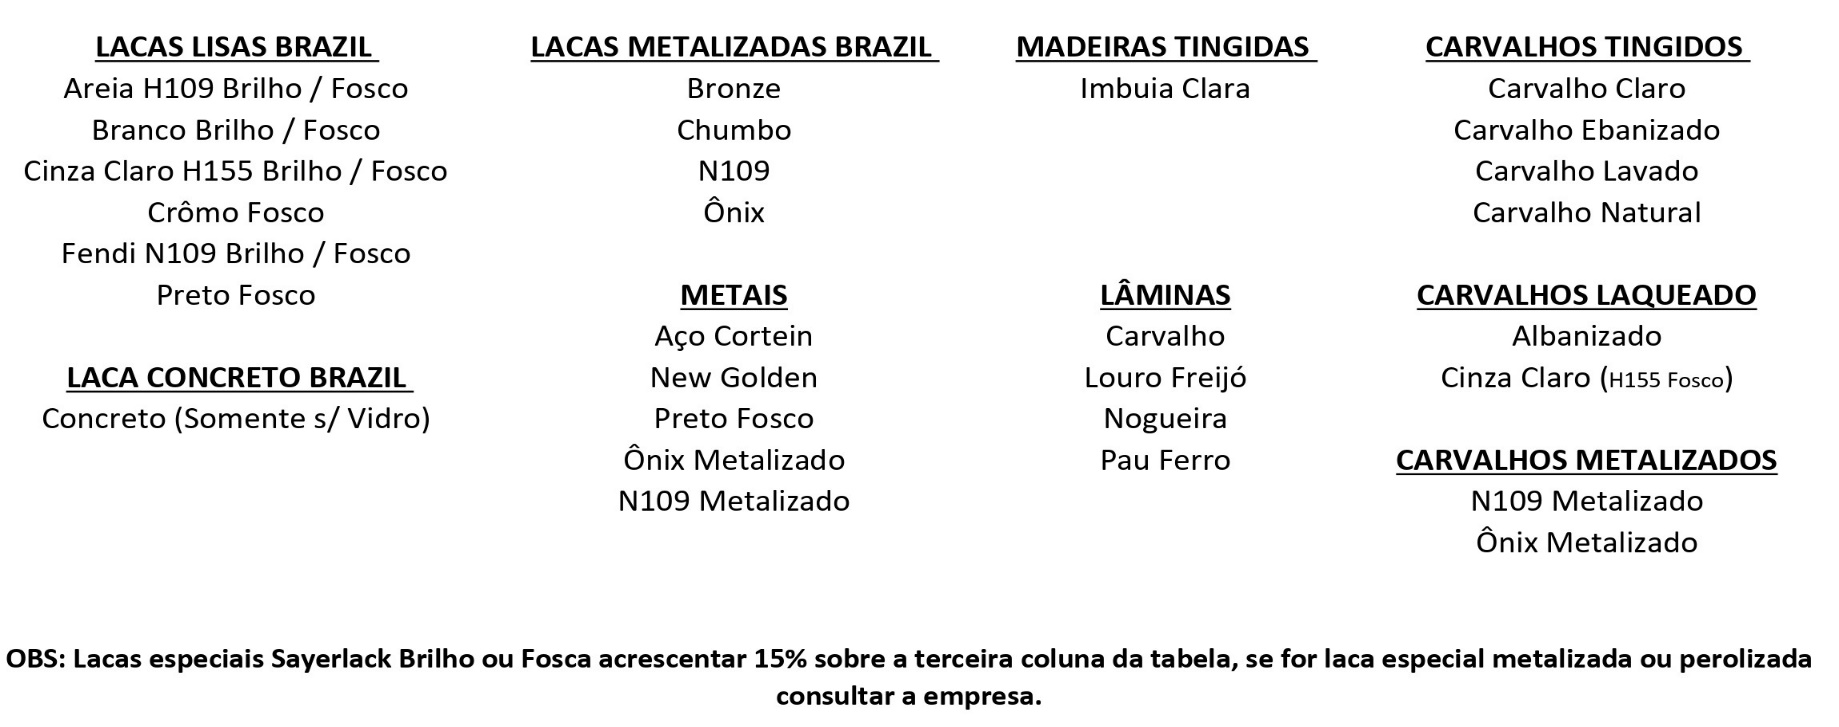 LACAS LISAS BRAZIL
Areia H109 Brilho / Fosco
Branco Brilho / Fosco
Cinza Claro H155 Brilho / Fosco
Crômo Fosco
Fendi N109 Brilho / Fosco
Preto Fosco
LACA CONCRETO BRAZIL
Concreto (Somente s/ Vidro)
LACAS METALIZADAS BRAZIL
Bronze
Chumbo
N109
Ônix
METAIS
Aço Cortein
New Golden
Preto Fosco
Ônix Metalizado
N109 Metalizado
MADEIRAS TINGIDAS
Imbuia Clara
LÂMINAS
Carvalho
Louro Freijó
Nogueira
Pau Ferro
CARVALHOS TINGIDOS
Carvalho Claro
Carvalho Ebanizado
Carvalho Lavado
Carvalho Natural
CARVALHOS LAQUEADO
Albanizado
Cinza Claro (H155 Fosco)
CARVALHOS METALIZADOS
N109 Metalizado
Ônix Metalizado
OBS: Lacas especiais Sayerlack Brilho ou Fosca acrescentar 15% sobre a terceira coluna da tabela, se for laca especial metalizada ou perolizada
consultar a empresa.